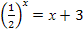 (1/2)^x = x + 3